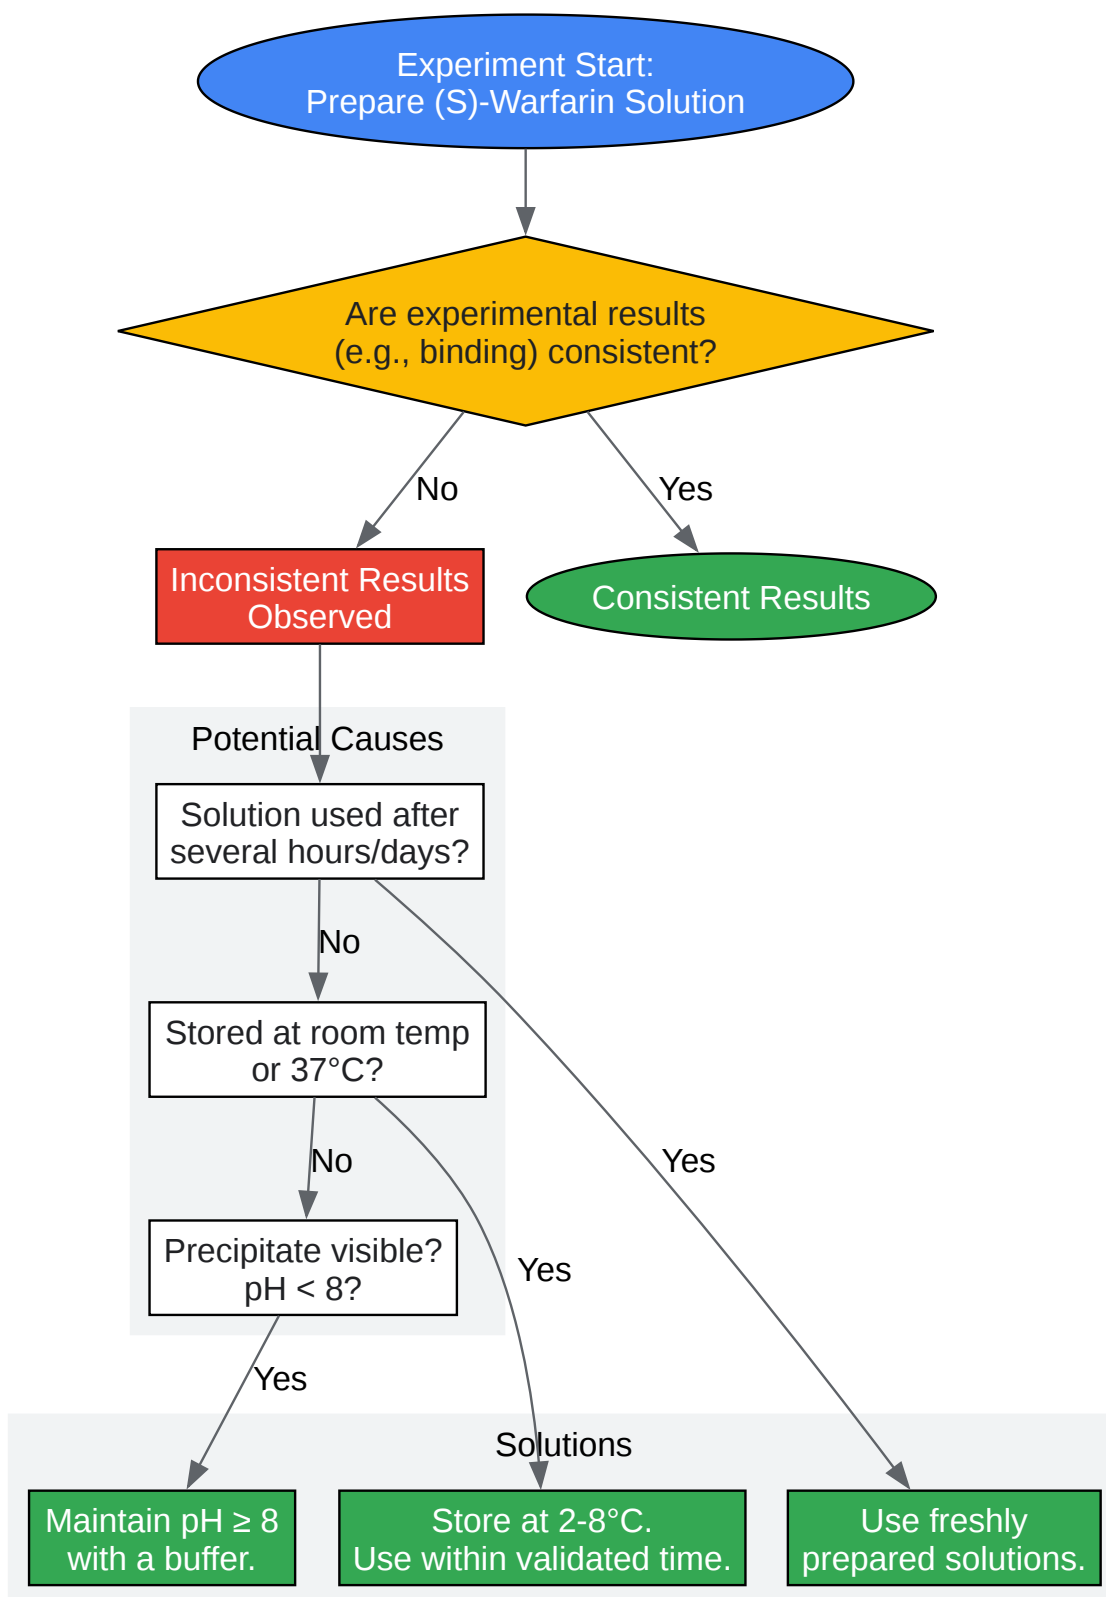 Experiment Start:
Prepare (S)-Warfarin Solution
Are experimental results
(e.g., binding) consistent?
No
Yes
Inconsistent Results
Observed
Consistent Results
Potential Causes
Solution used after
several hours/days?
No
Stored at room temp
or 37°C?
No
Yes
Precipitate visible?
pH < 8?
Yes
Yes
Solutions
Maintain pH ≥ 8
with a buffer.
Store at 2-8°C.
Use within validated time.
Use freshly
prepared solutions.